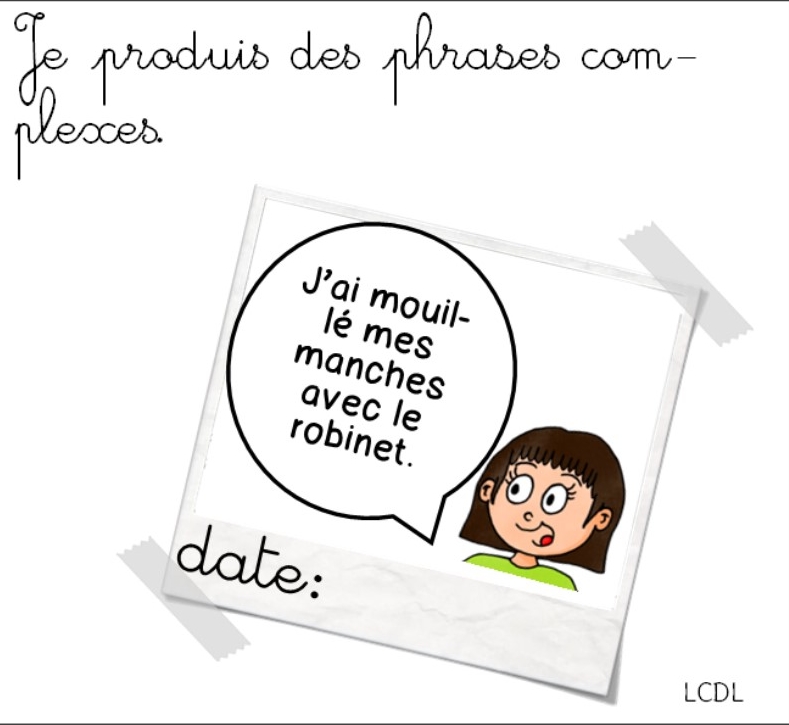 Je produis des phrases com-
plexes.
J'ai mouil-
lé mes
manches
avec le
robinet.
date:
LCDL